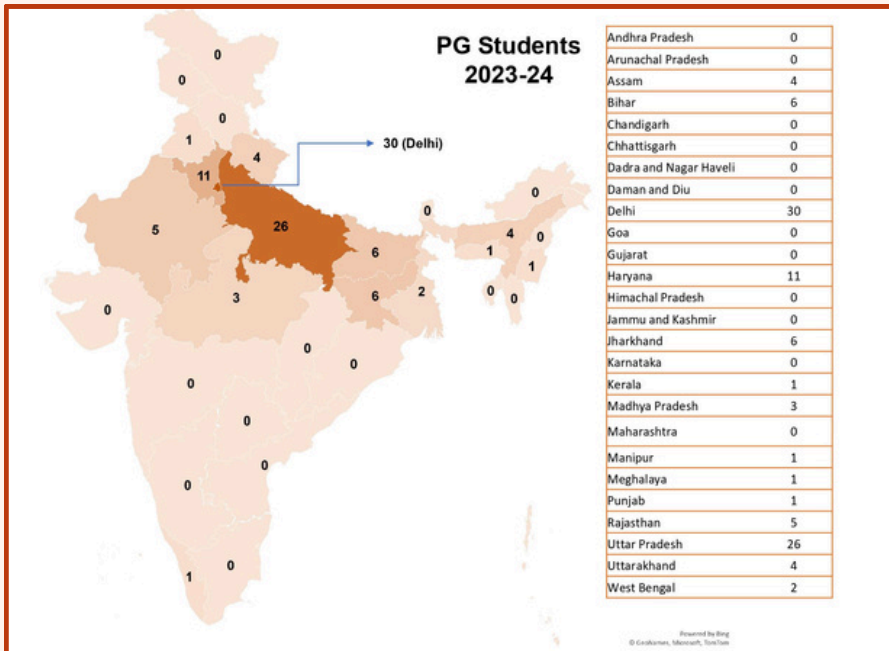 PG Students
2023-24
0
0
0
1
4
30 (Delhi)
11
5
26
0
0
6
4
0
1
1
6
2
0
0
3
0
0
0
0
0
0
0
1
0
Andhra Pradesh 0
Arunachal Pradesh 0
Assam 4
Bihar 6
Chandigarh 0
Chhattisgarh 0
Dadra and Nagar Haveli 0
Daman and Diu 0
Delhi 30
Goa 0
Gujarat 0
Haryana 11
Himachal Pradesh 0
Jammu and Kashmir 0
Jharkhand 6
Karnataka 0
Kerala 1
Madhya Pradesh 3
Maharashtra 0
Manipur 1
Meghalaya 1
Punjab 1
Rajasthan 5
Uttar Pradesh 26
Uttarakhand 4
West Bengal 2
Powered by Bing
© GeoNames, Microsoft, TomTom